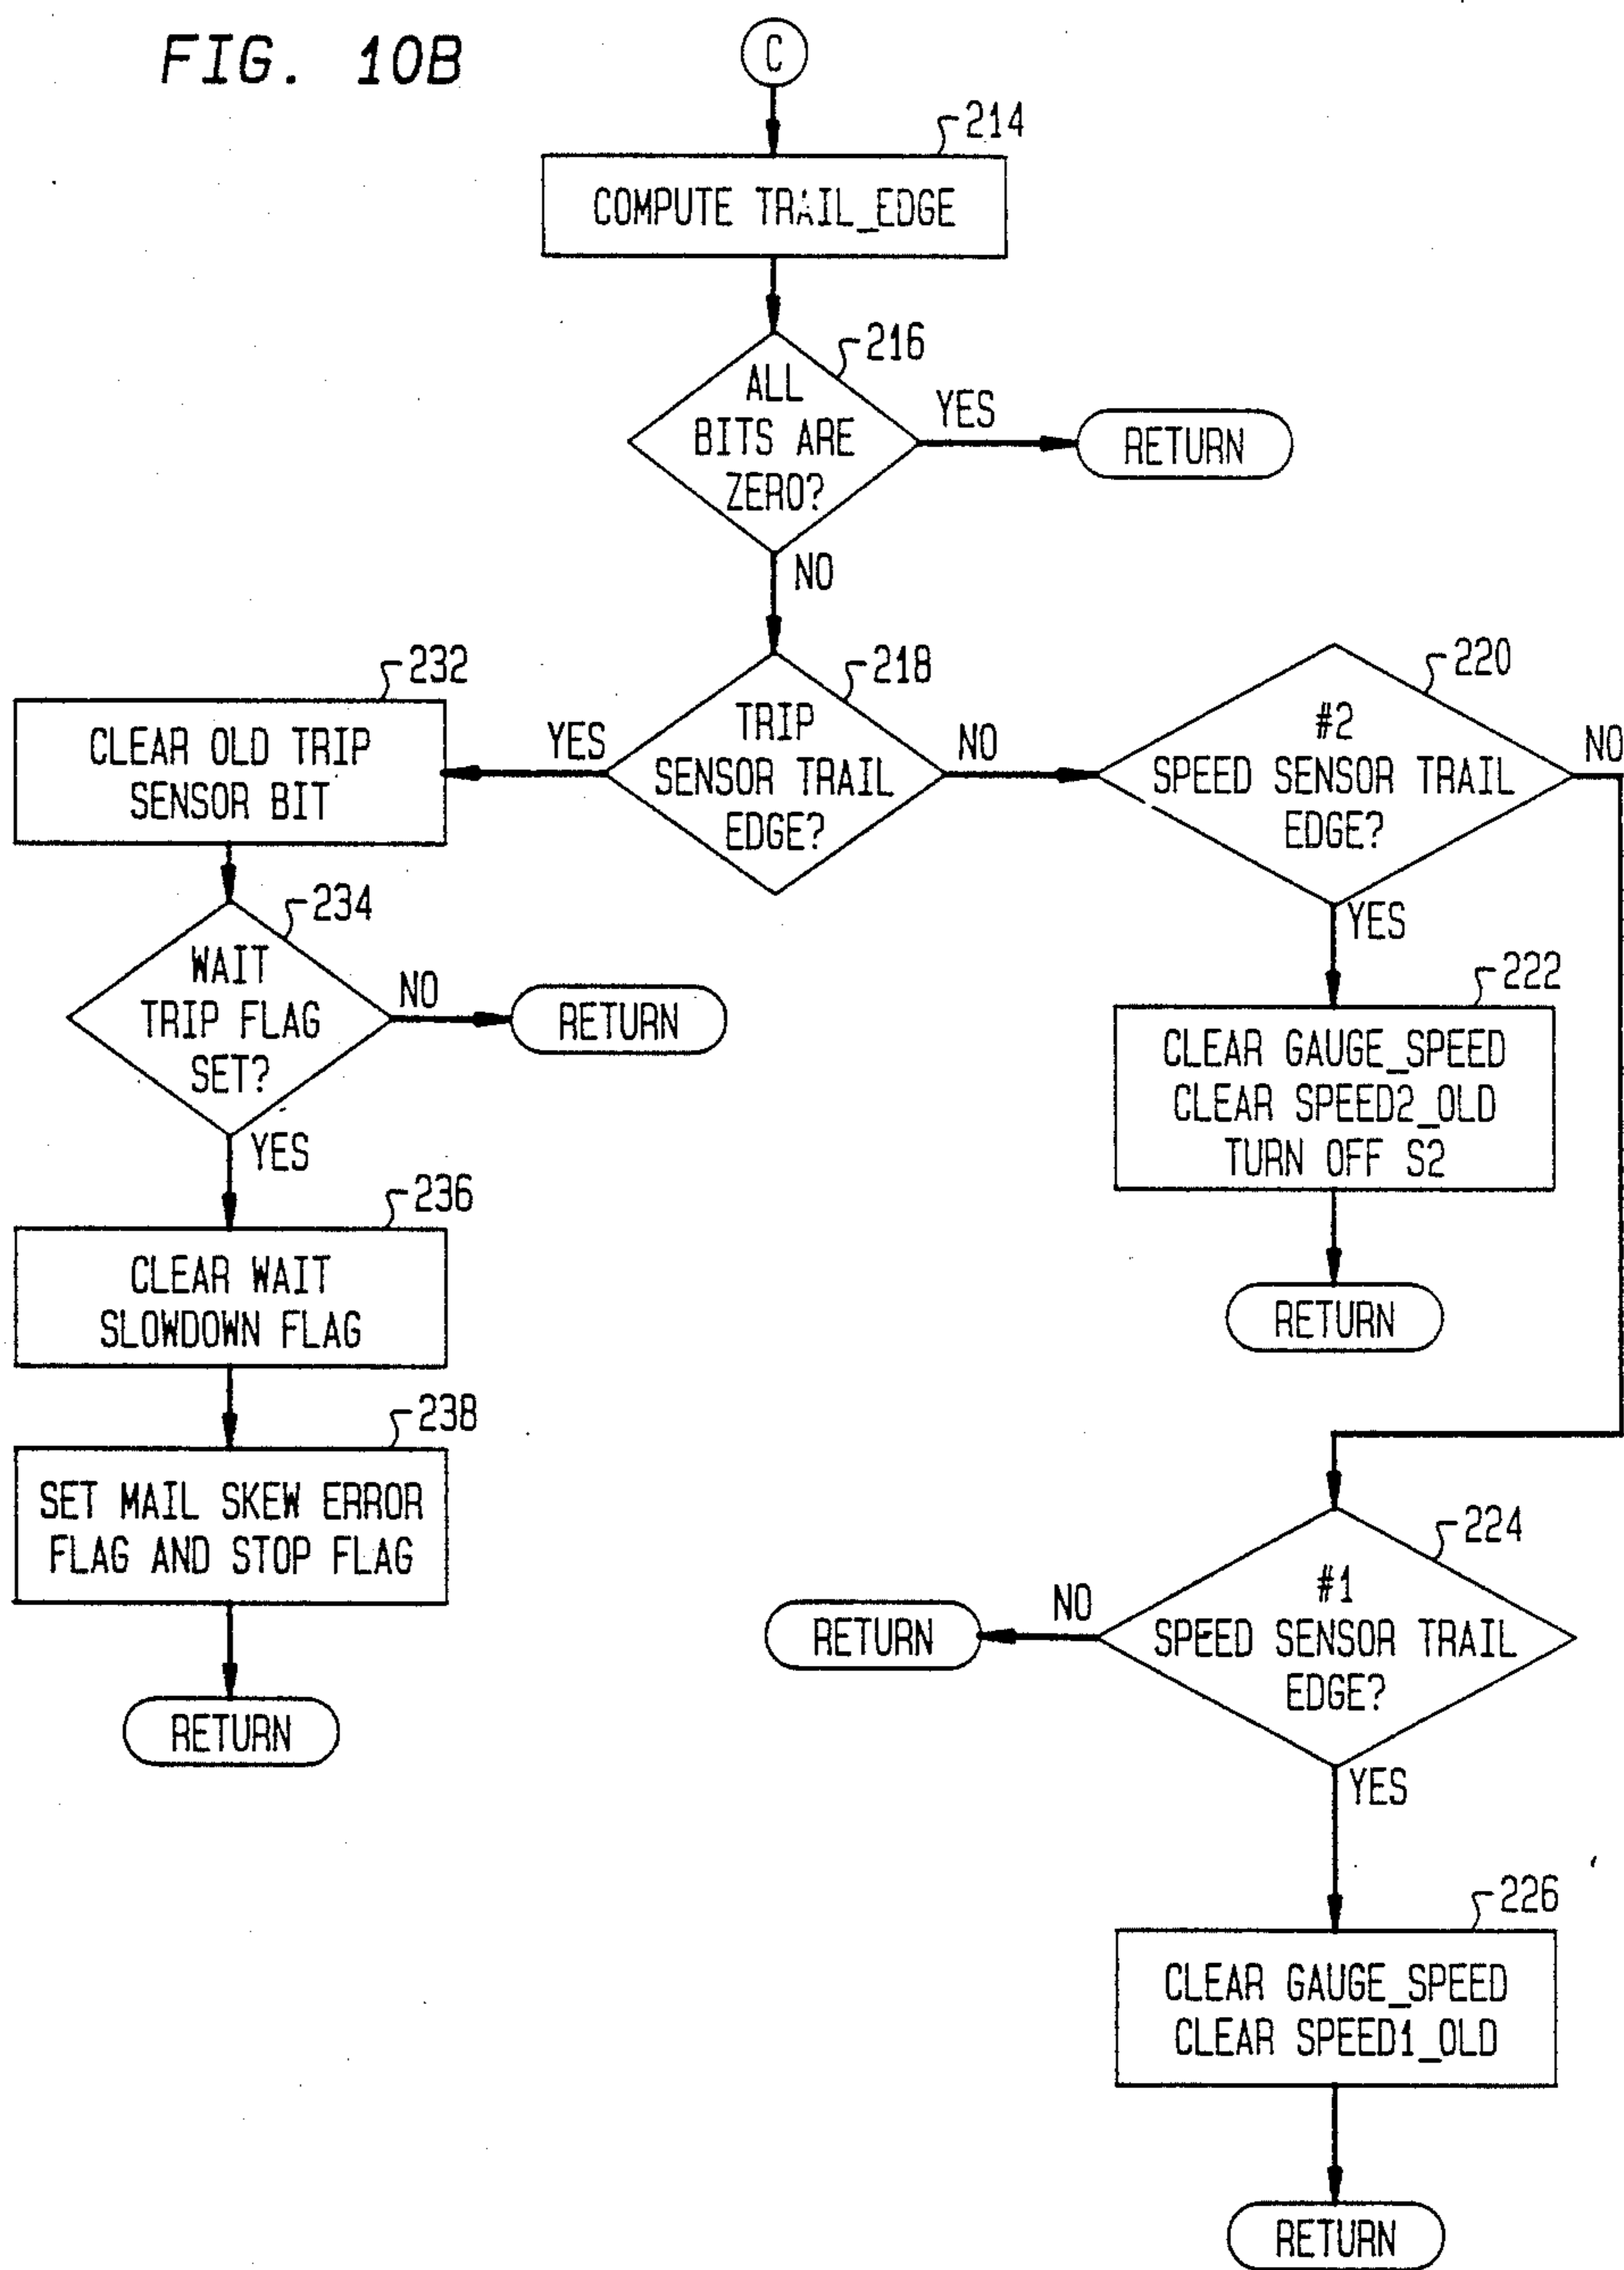 FIG. 10B
C
214
COMPUTE TRAIL_EDGE
216
ALL
BITS ARE
ZERO?
YES
RETURN
NO
218
TRIP
SENSOR TRAIL
EDGE?
YES
NO
232
CLEAR OLD TRIP
SENSOR BIT
220
#2
SPEED SENSOR TRAIL
EDGE?
NO
YES
234
WAIT
TRIP FLAG
SET?
NO
RETURN
YES
222
CLEAR GAUGE_SPEED
CLEAR SPEED2_OLD
TURN OFF S2
RETURN
236
CLEAR WAIT
SLOWDOWN FLAG
238
SET MAIL SKEW ERROR
FLAG AND STOP FLAG
RETURN
224
#1
SPEED SENSOR TRAIL
EDGE?
NO
RETURN
YES
226
CLEAR GAUGE_SPEED
CLEAR SPEED1_OLD
RETURN